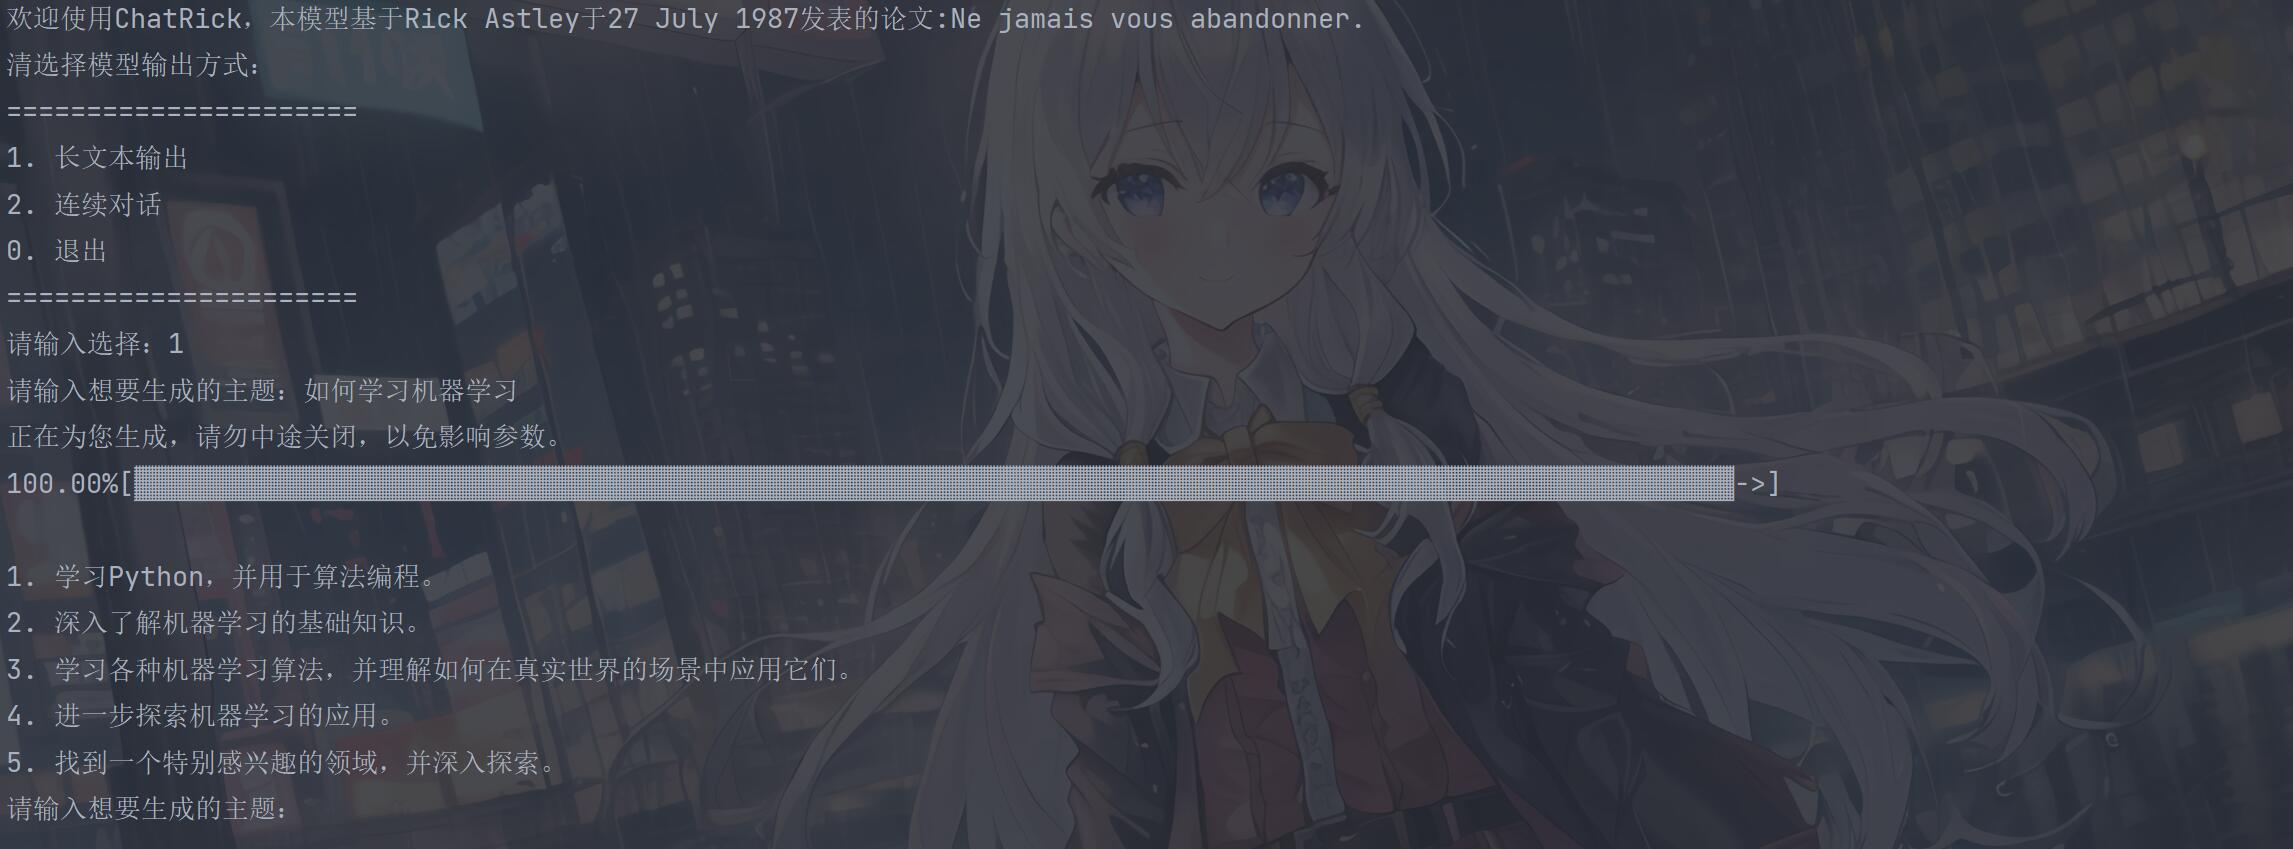 欢迎使用ChatRick，本模型基于Rick Astley于27 July 1987发表的论文:Ne jamais vous abandonner.
清选择模型输出方式：
======================
1. 长文本输出
2. 连续对话
0. 退出
======================
请输入选择：1
请输入想要生成的主题：如何学习机器学习
正在为您生成，请勿中途关闭，以免影响参数。
100.00%[▓▓▓▓▓▓▓▓▓▓▓▓▓▓▓▓▓▓▓▓▓▓▓▓▓▓▓▓▓▓▓▓▓▓▓▓▓▓▓▓▓▓▓▓▓▓▓▓▓▓▓▓▓▓▓▓▓▓▓▓▓▓▓▓▓▓▓▓▓▓▓▓▓▓▓▓▓▓▓▓▓▓▓▓▓▓▓▓▓▓▓▓▓▓▓▓▓▓▓▓->]
1. 学习Python，并用于算法编程。
2. 深入了解机器学习的基础知识。
3. 学习各种机器学习算法，并理解如何在真实世界的场景中应用它们。
4. 进一步探索机器学习的应用。
5. 找到一个特别感兴趣的领域，并深入探索。
请输入想要生成的主题：